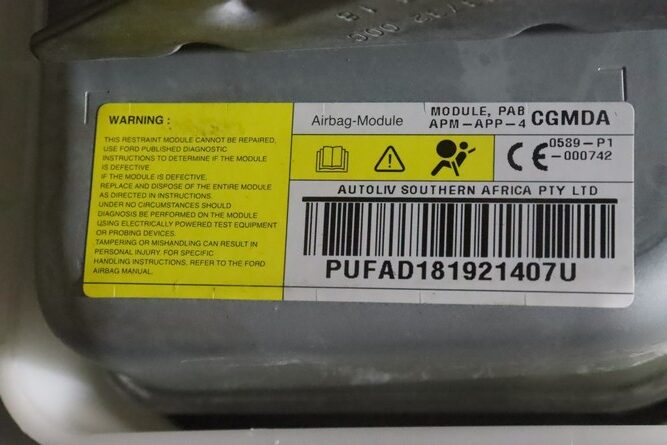 WARNING :
THIS RESTRAINT MODULE CANNOT BE REPAIRED,
USE FORD PUBLISHED DIAGNOSTIC
INSTRUCTIONS TO DETERMINE IF THE MODULE
IS DEFECTIVE.
IF THE MODULE IS DEFECTIVE,
REPLACE AND DISPOSE OF THE ENTIRE MODULE
AS DIRECTED IN INSTRUCTIONS.
UNDER NO CIRCUMSTANCES SHOULD
DIAGNOSIS BE PERFORMED ON THE MODULE
USING ELECTRICALLY POWERED TEST EQUIPMENT
OR PROBING DEVICES.
TAMPERING OR MISHANDLING CAN RESULT IN
PERSONAL INJURY. FOR SPECIFIC
HANDLING INSTRUCTIONS, REFER TO THE FORD
AIRBAG MANUAL.
Airbag-Module
MODULE, PAB
APM-APP-4 CGMDA
CE 0589-P1
-000742
AUTOLIV SOUTHERN AFRICA PTY LTD
PUFAD181921407U